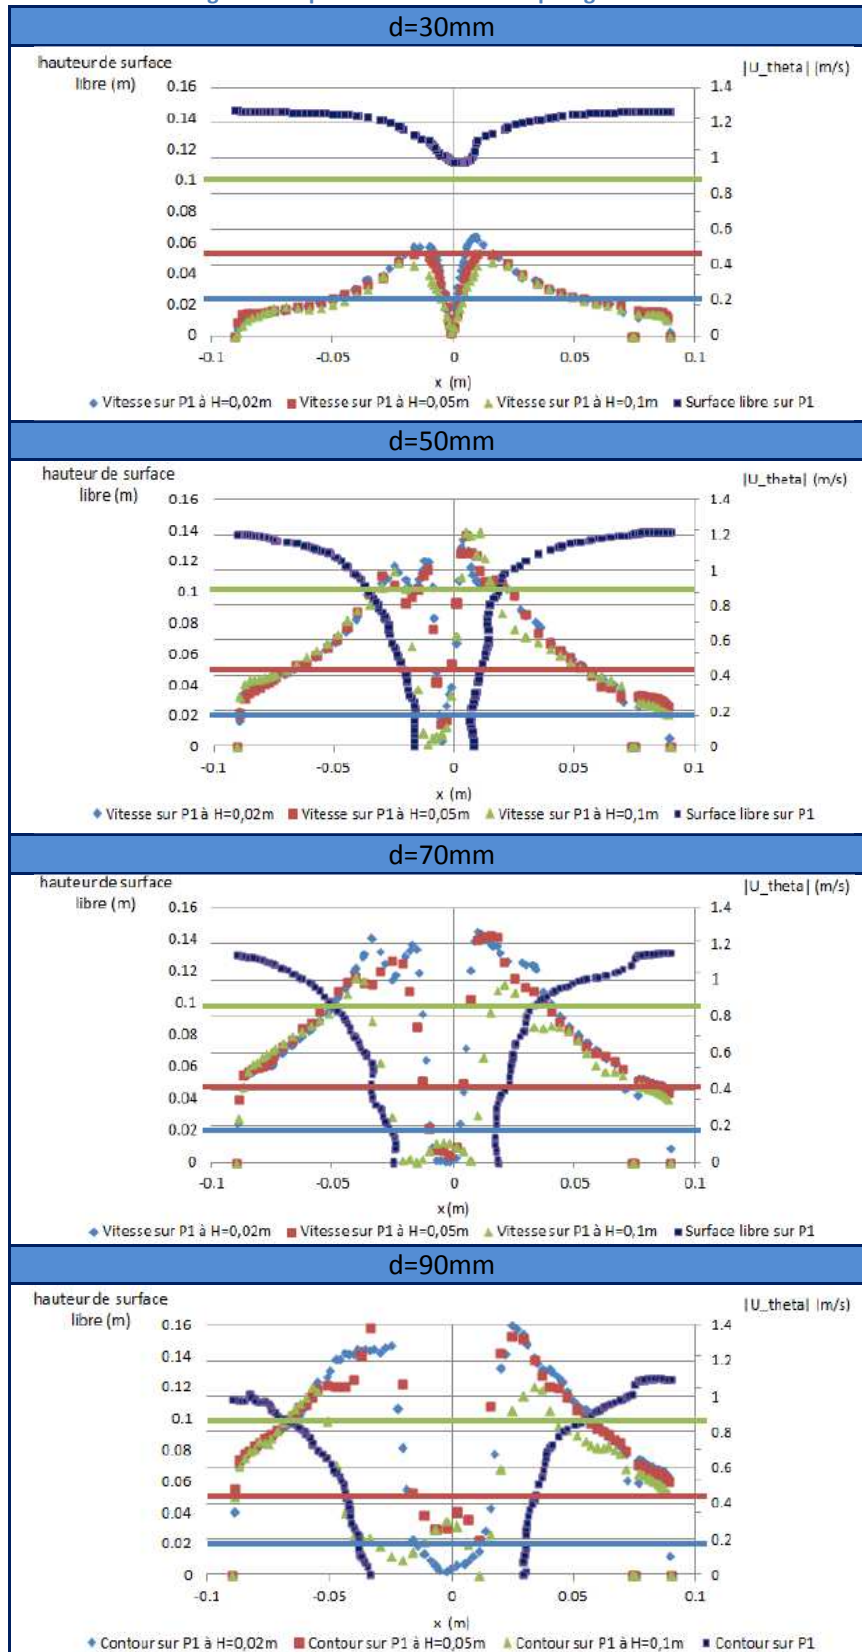 d=30mm
hauteur de surface
libre (m)
|U_theta| (m/s)
0.16
0.14
0.12
0.1
0.08
0.06
0.04
0.02
0
1.4
1.2
1
0.8
0.6
0.4
0.2
0
-0.1
-0.05
0
0.05
0.1
x (m)
Vitesse sur P1 à H=0,02m
Vitesse sur P1 à H=0,05m
Vitesse sur P1 à H=0,1m
Surface libre sur P1
d=50mm
hauteur de surface
libre (m)
|U_theta| (m/s)
0.16
0.14
0.12
0.1
0.08
0.06
0.04
0.02
0
1.4
1.2
1
0.8
0.6
0.4
0.2
0
-0.1
-0.05
0
0.05
0.1
x (m)
Vitesse sur P1 à H=0,02m
Vitesse sur P1 à H=0,05m
Vitesse sur P1 à H=0,1m
Surface libre sur P1
d=70mm
hauteur de surface
libre (m)
|U_theta| (m/s)
0.16
0.14
0.12
0.1
0.08
0.06
0.04
0.02
0
1.4
1.2
1
0.8
0.6
0.4
0.2
0
-0.1
-0.05
0
0.05
0.1
x (m)
Vitesse sur P1 à H=0,02m
Vitesse sur P1 à H=0,05m
Vitesse sur P1 à H=0,1m
Surface libre sur P1
d=90mm
hauteur de surface
libre (m)
|U_theta| (m/s)
0.16
0.14
0.12
0.1
0.08
0.06
0.04
0.02
0
1.4
1.2
1
0.8
0.6
0.4
0.2
0
-0.1
-0.05
0
0.05
0.1
x (m)
Contour sur P1 à H=0,02m
Contour sur P1 à H=0,05m
Contour sur P1 à H=0,1m
Contour sur P1